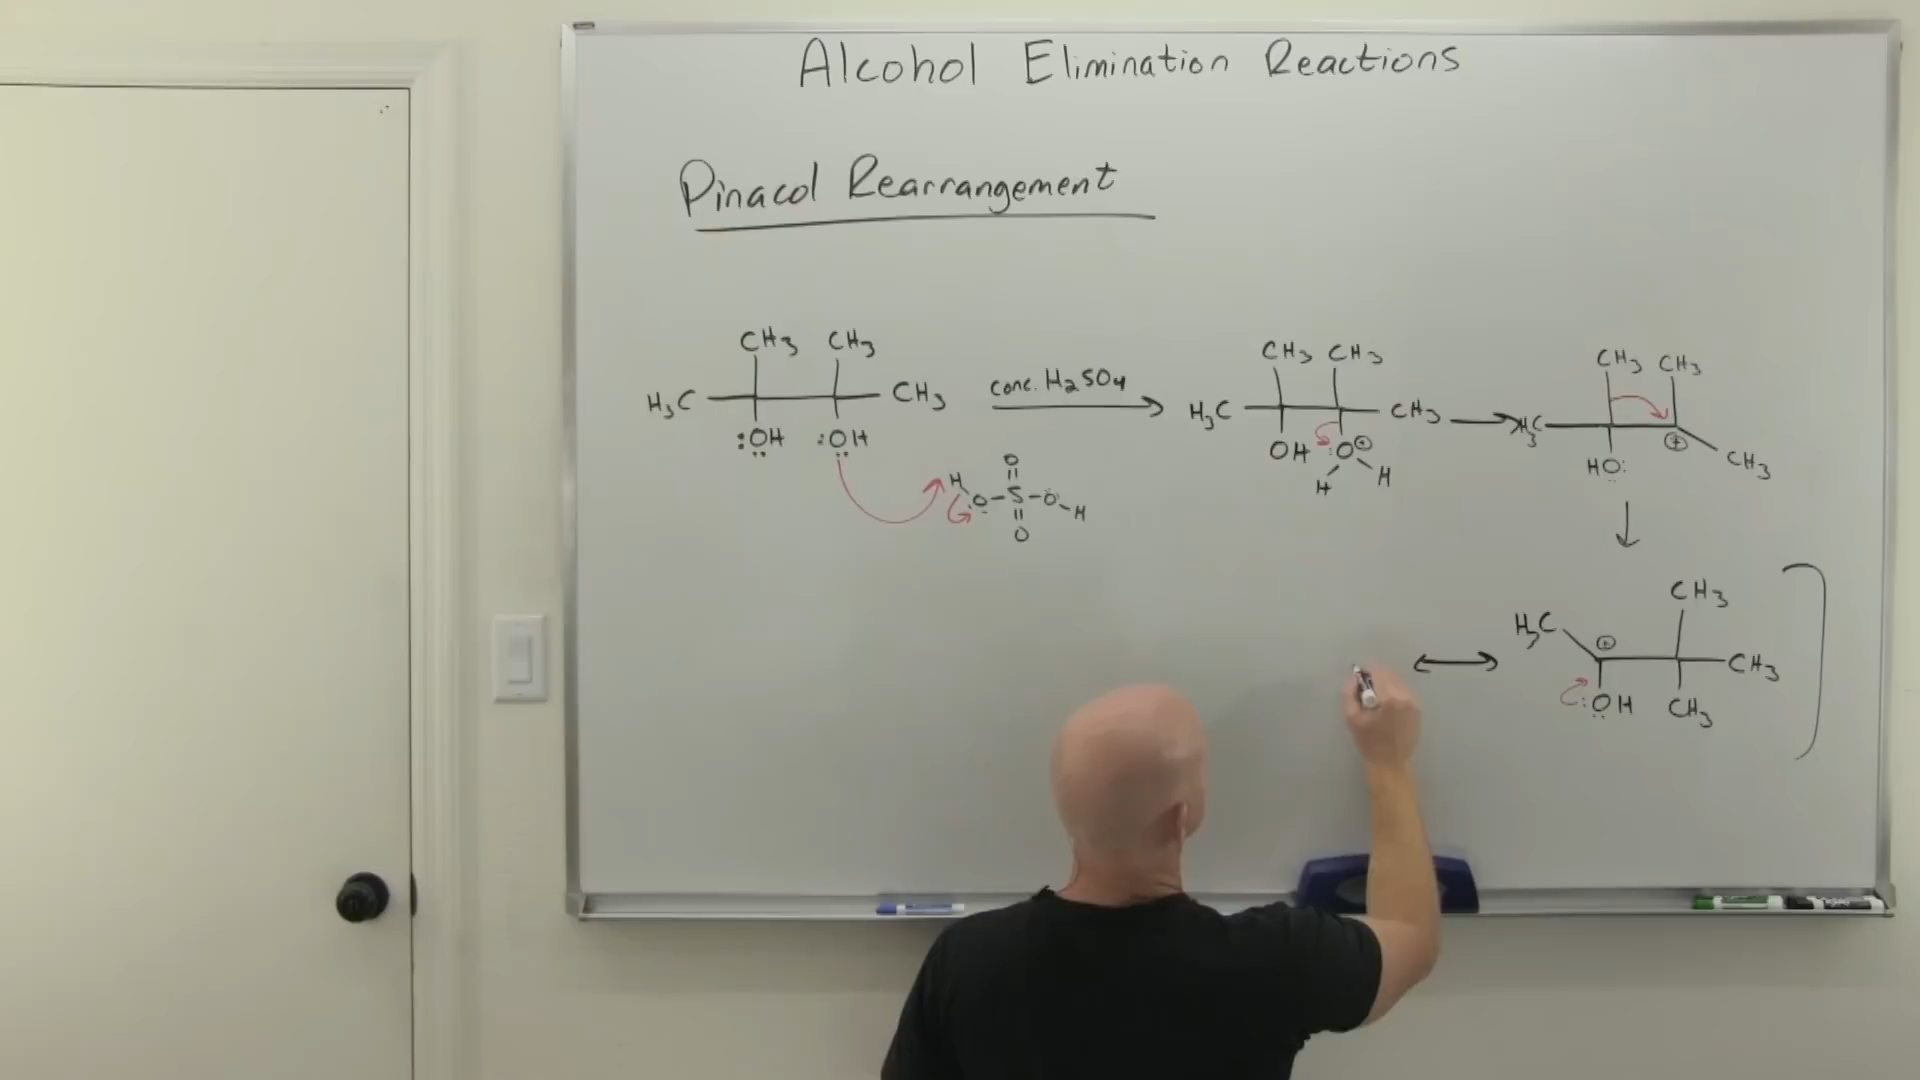 Alcohol Elimination Reactions
Pinacol Rearrangement
CH3 CH3
H3C CH3
:OH :OH
conc. H2SO4
O
H
O-S-O
H
O
CH3 CH3
H3C CH3
OH :O⊕
H H
CH3 CH3
H3C
⊕
HO:
CH3
CH3
H3C
⊕
CH3
:OH CH3